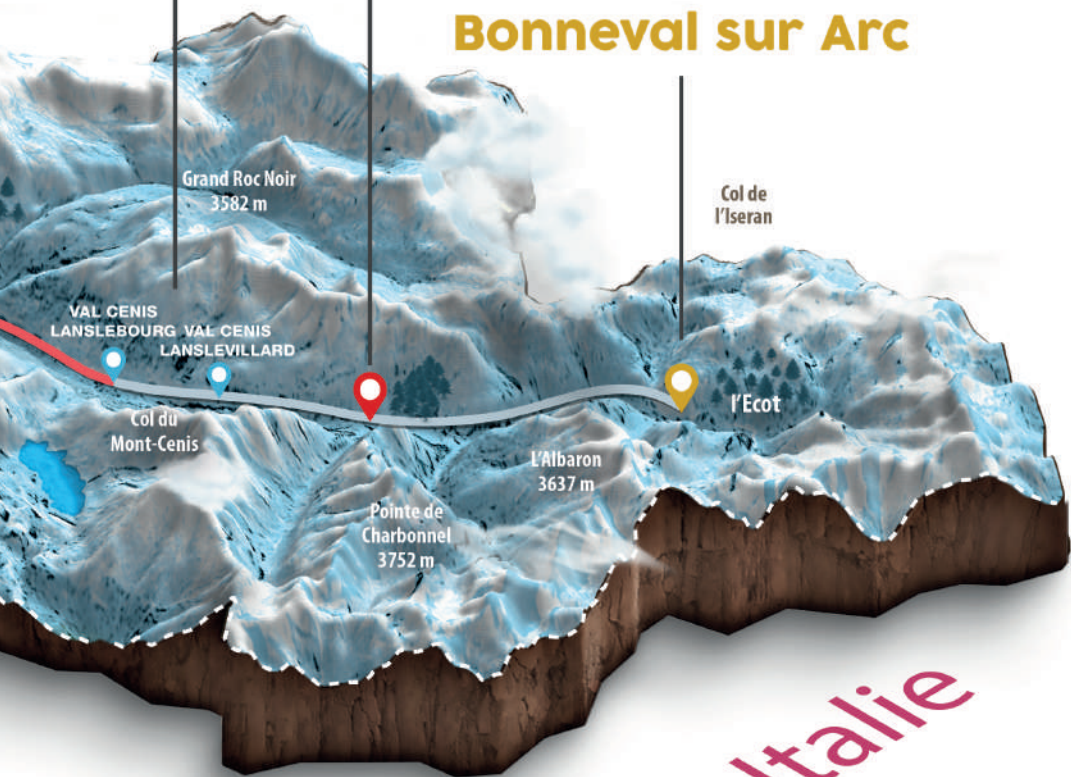 Bonneval sur Arc
Grand Roc Noir
3582 m
Col de
l'Iseran
VAL CENIS
LANSLEBOURG
VAL CENIS
LANSLEVILLARD
Col du
Mont-Cenis
l'Ecot
L'Albaron
3637 m
Pointe de
Charbonnel
3752 m
Italie